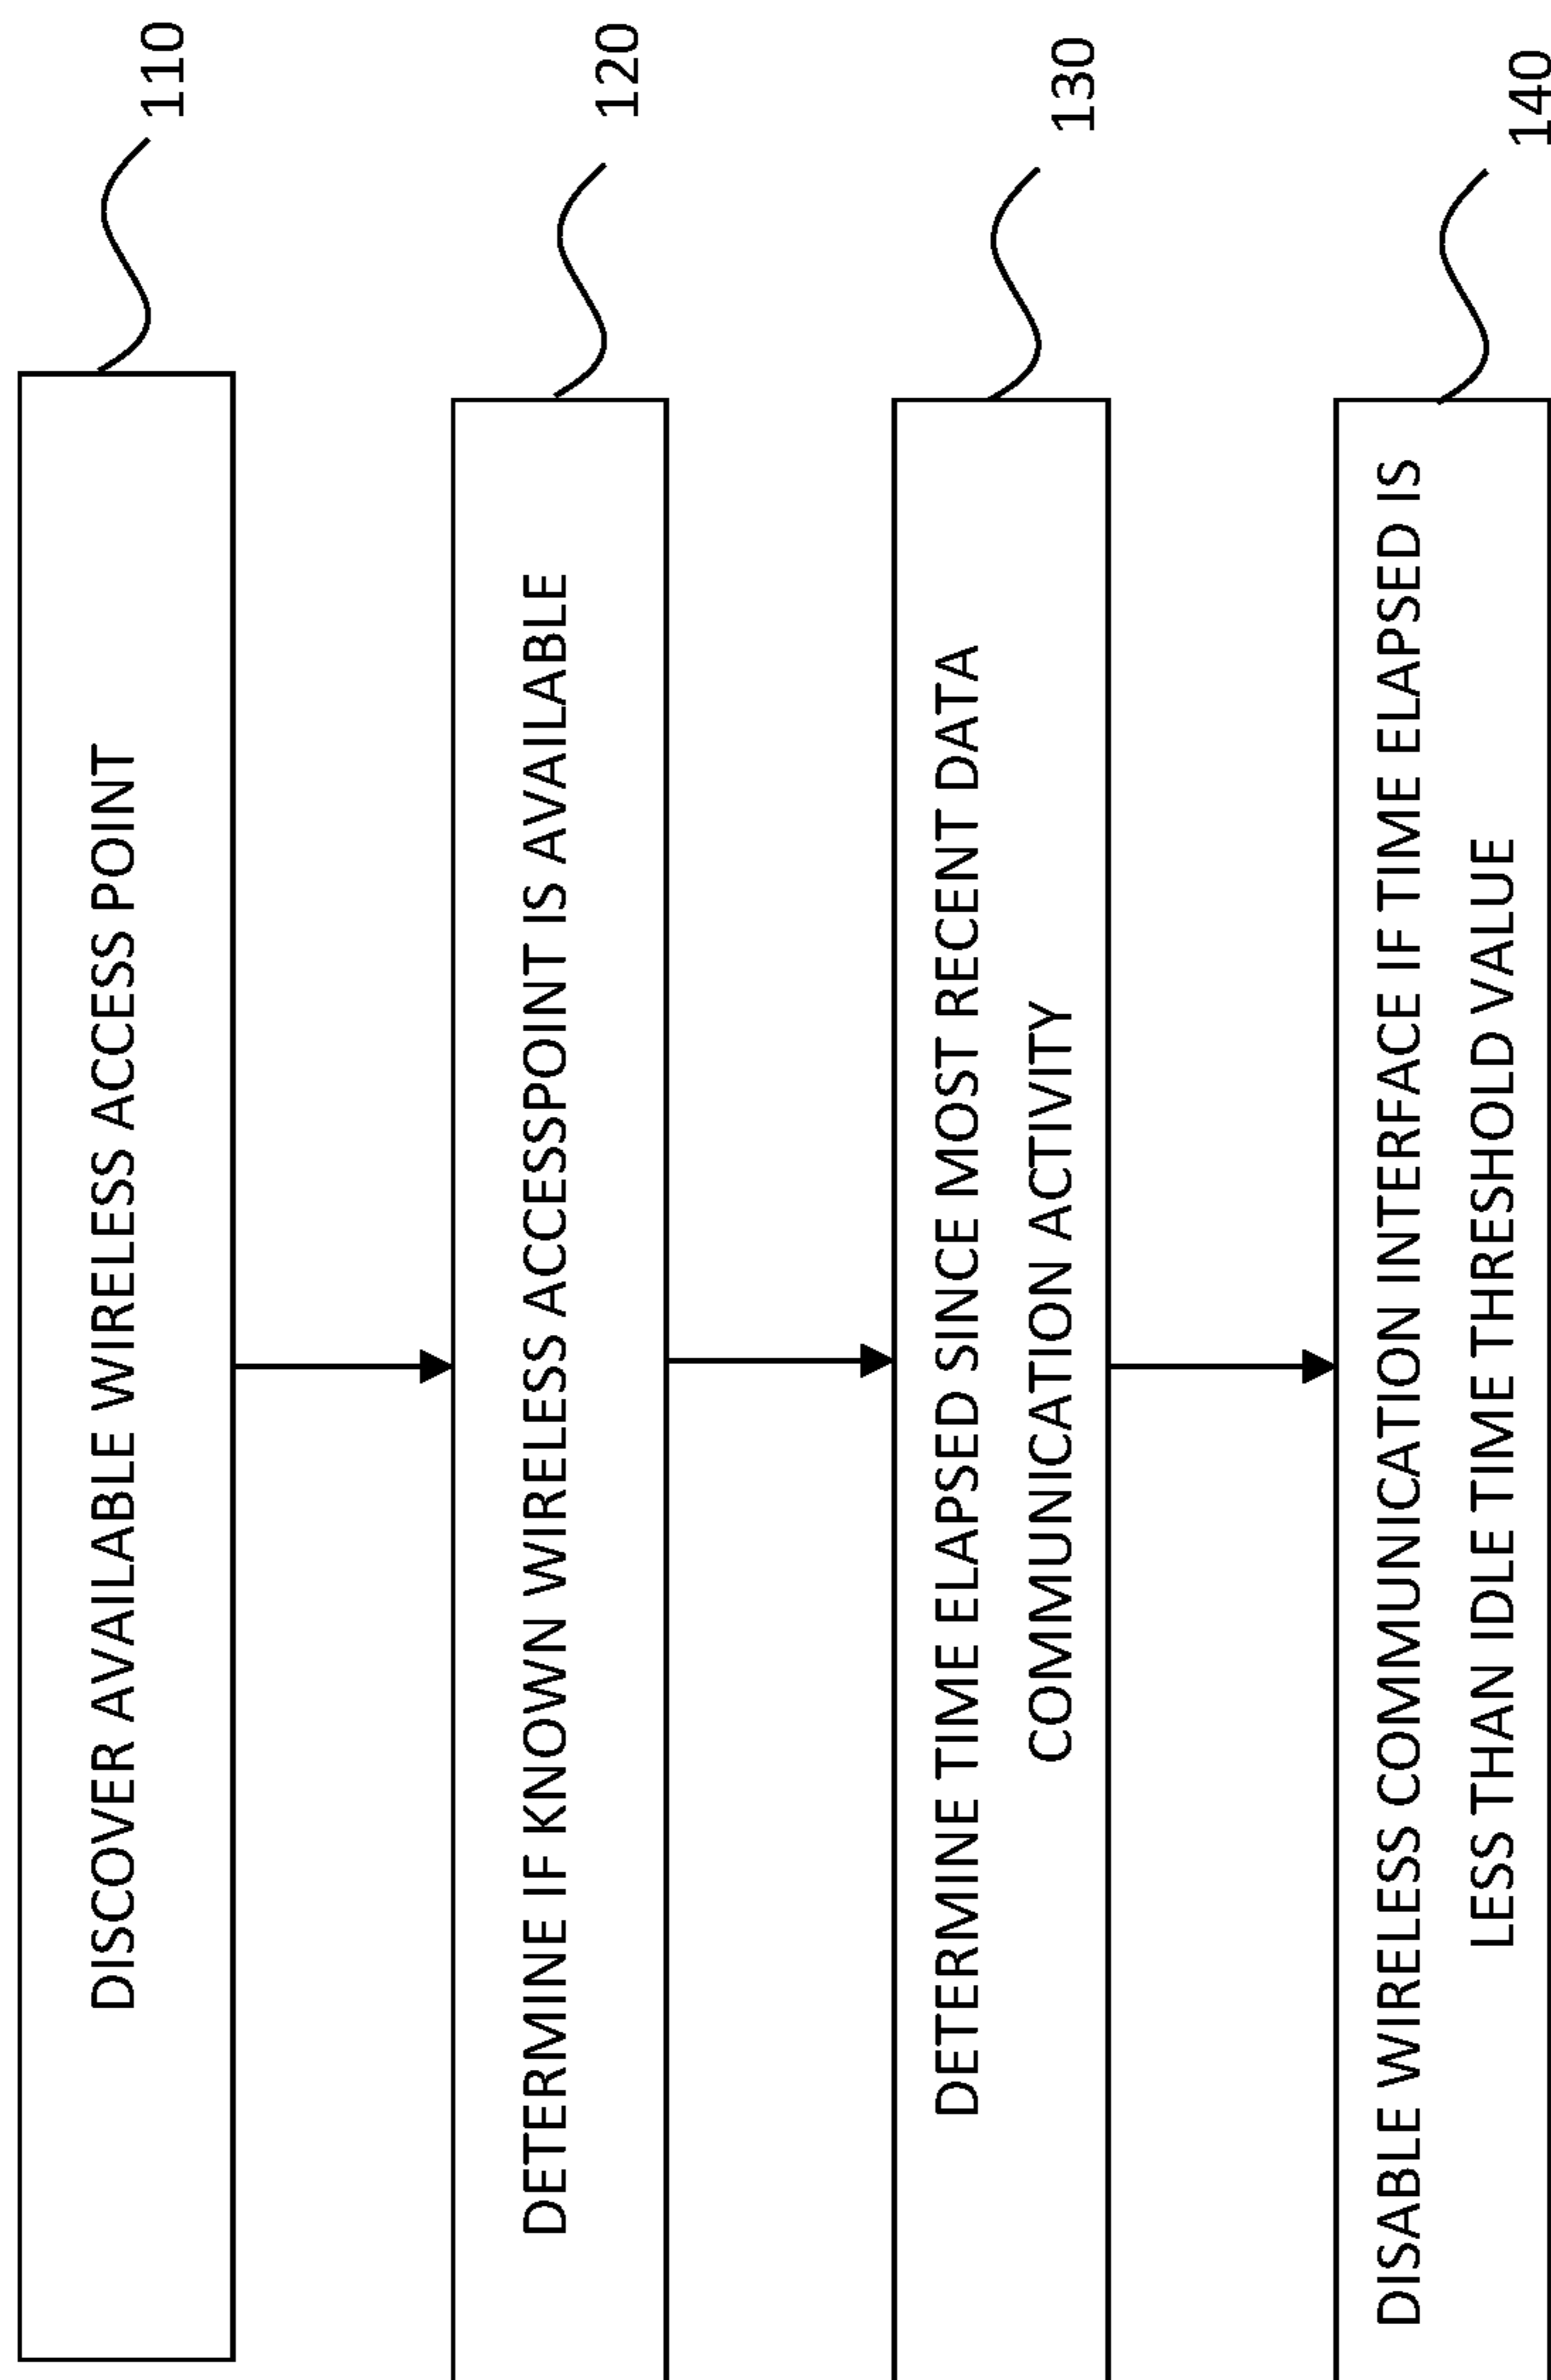 DISCOVER AVAILABLE WIRELESS ACCESS POINT
110
DETERMINE IF KNOWN WIRELESS ACCESSPOINT IS AVAILABLE
120
DETERMINE TIME ELAPSED SINCE MOST RECENT DATA
COMMUNICATION ACTIVITY
130
DISABLE WIRELESS COMMUNICATION INTERFACE IF TIME ELAPSED IS
LESS THAN IDLE TIME THRESHOLD VALUE
140